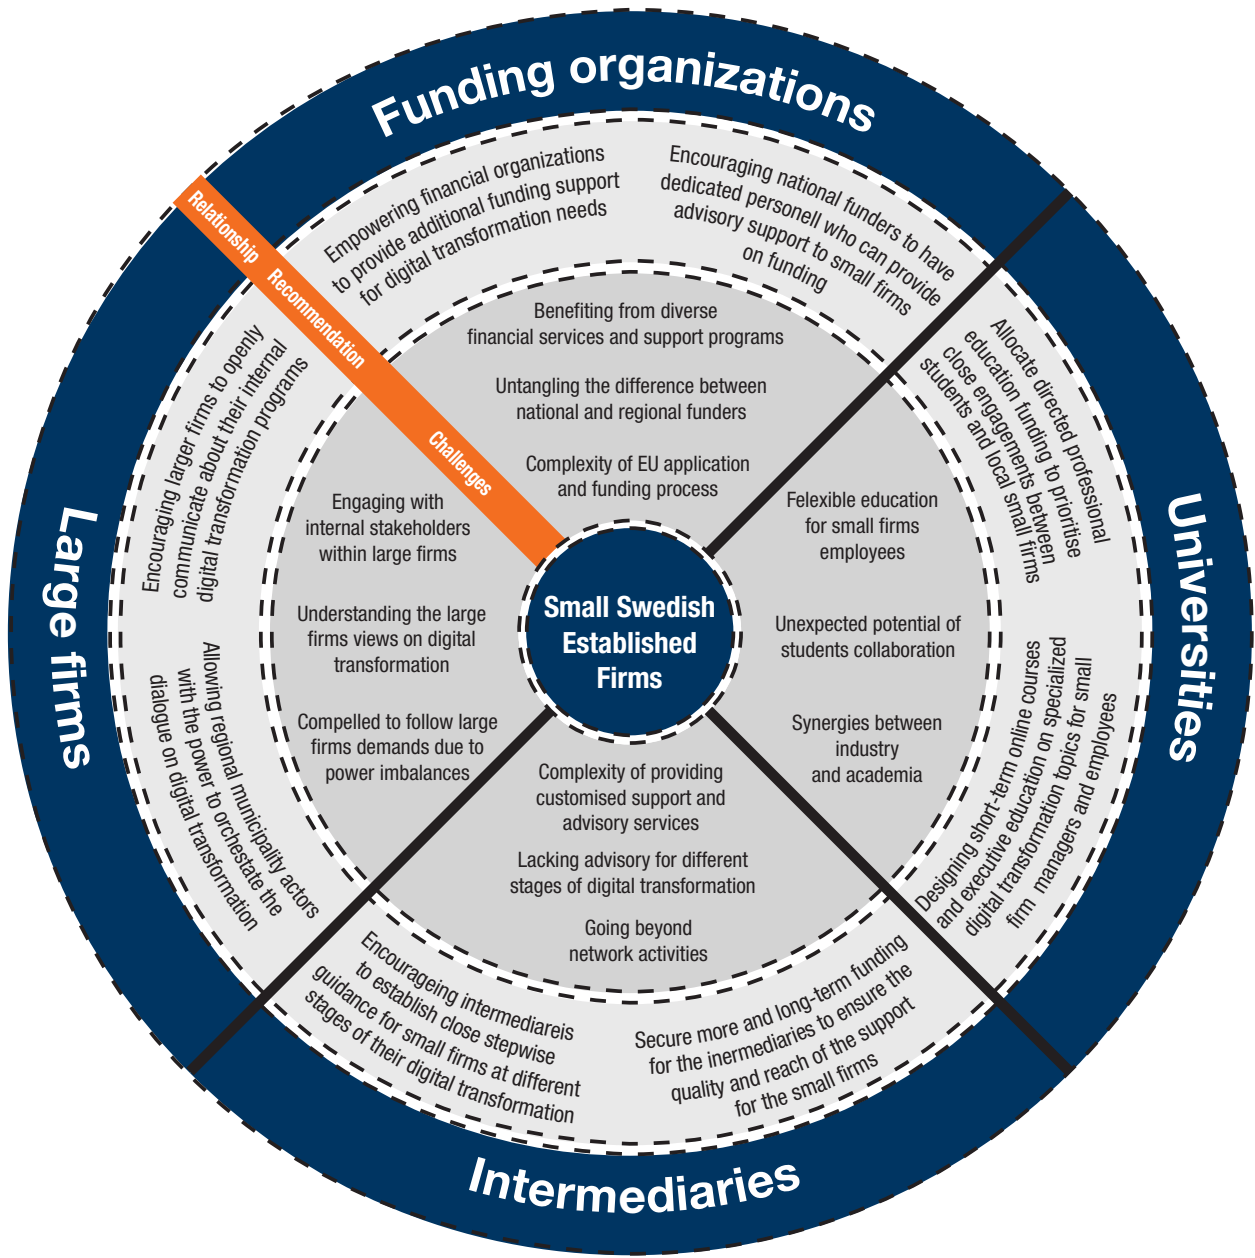 Funding organizations
Relationship
Recommendation
Challenges
Empowering financial organizations
to provide additional funding support
for digital transformation needs
Encouraging national funders to have
dedicated personell who can provide
advisory support to small firms
on funding
Benefiting from diverse
financial services and support programs
Untangling the difference between
national and regional funders
Complexity of EU application
and funding process
Universities
Allocate directed professional
education funding to prioritise
close engagements between
students and local small firms
Designing short-term online courses
and executive education on specialized
digital transformation topics for small
firm managers and employees
Felexible education
for small firms
employees
Unexpected potential of
students collaboration
Synergies between
industry
and academia
Intermediaries
Encourageing intermediareis
to establish close stepwise
guidance for small firms at different
stages of their digital transformation
Secure more and long-term funding
for the inermediaries to ensure the
quality and reach of the support
for the small firms
Complexity of providing
customised support and
advisory services
Lacking advisory for different
stages of digital transformation
Going beyond
network activities
Large firms
Encouraging larger firms to openly
communicate about their internal
digital transformation programs
Allowing regional municipality actors
with the power to orchestate the
dialogue on digital transformation
Engaging with
internal stakeholders
within large firms
Understanding the large
firms views on digital
transformation
Compelled to follow large
firms demands due to
power imbalances
Small Swedish
Established
Firms